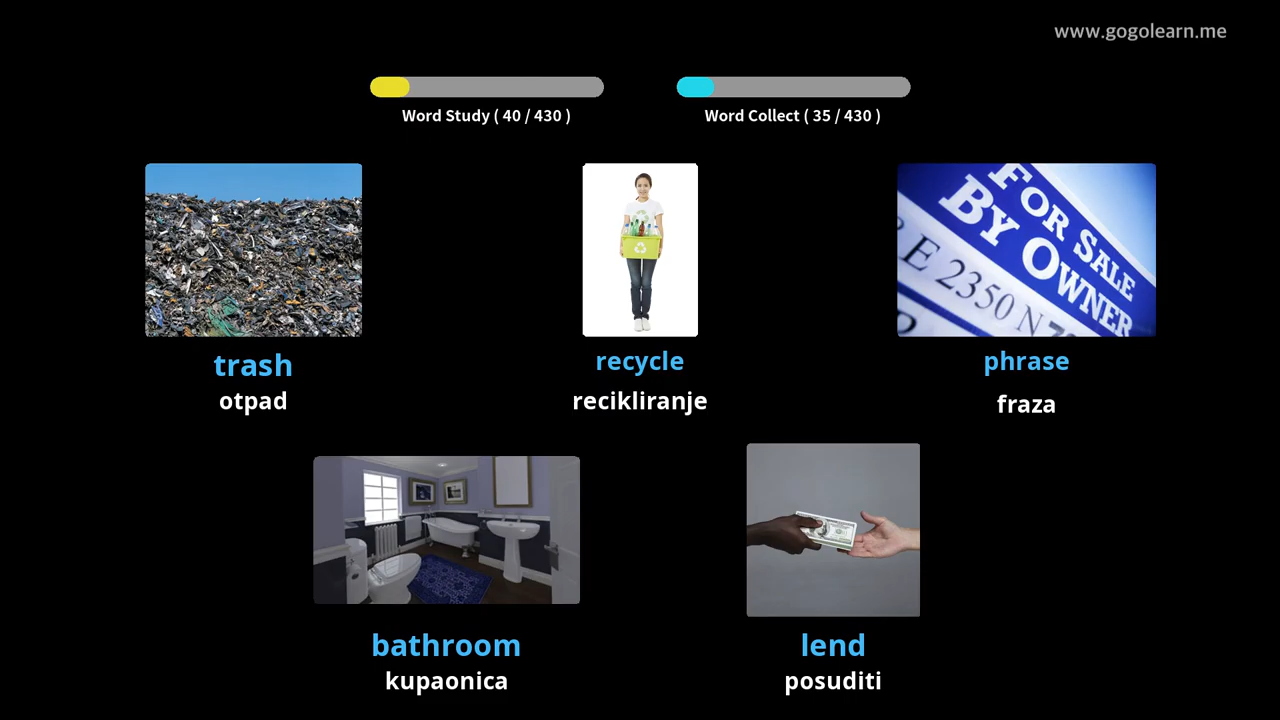 www.gogolearn.me
Word Study ( 40 / 430 )
Word Collect ( 35 / 430 )
FOR SALE
BY OWNER
E 2350 N
trash
otpad
recycle
recikliranje
phrase
fraza
bathroom
kupaonica
lend
posuditi